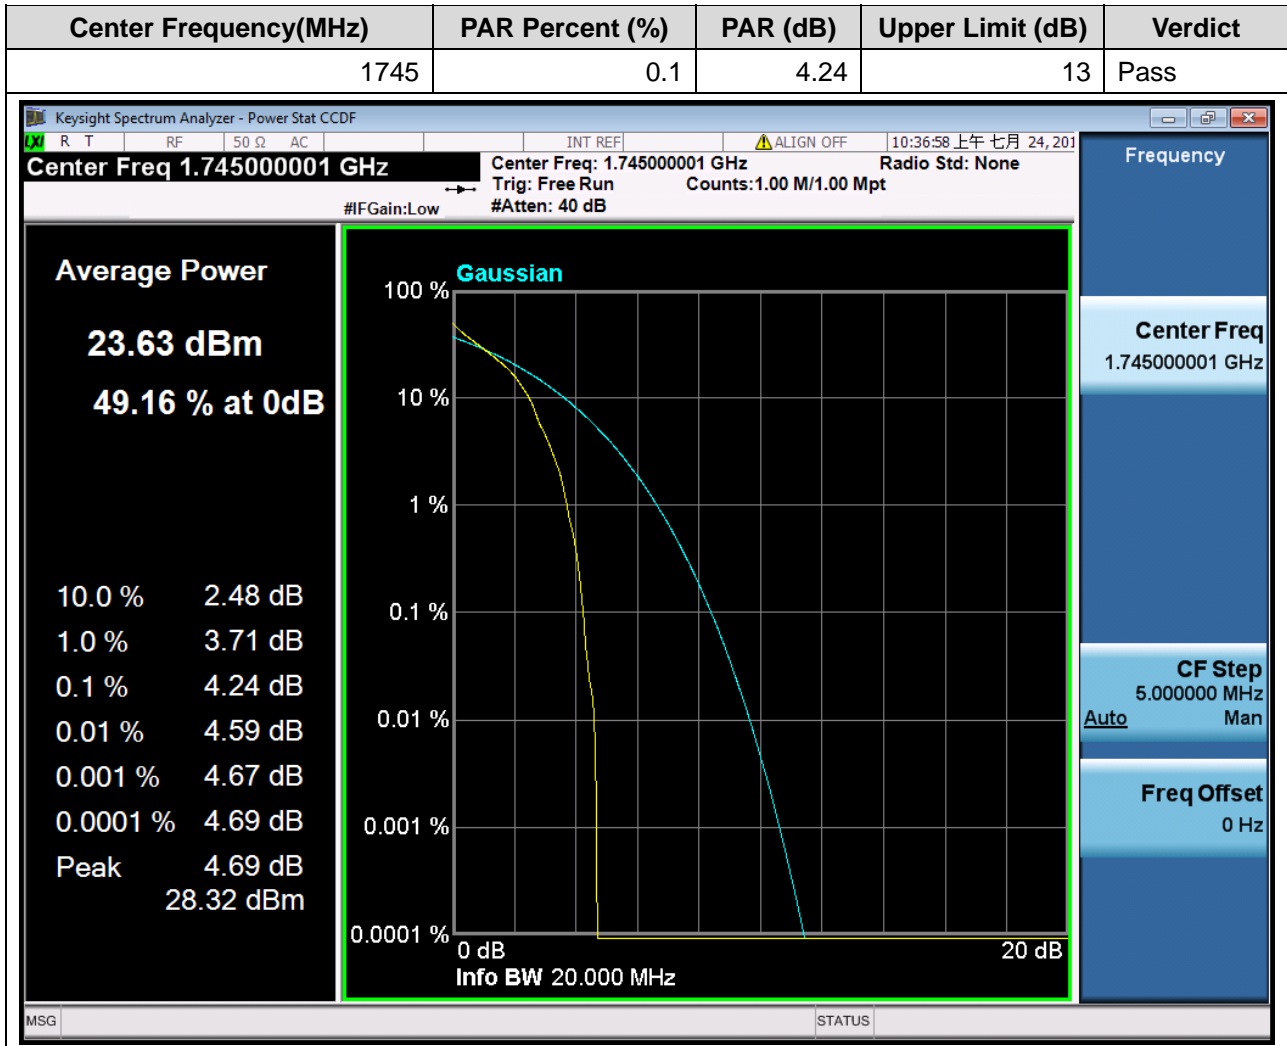 Center Frequency(MHz) PAR Percent (%) PAR (dB) Upper Limit (dB) Verdict
1745 0.1 4.24 13 Pass
Keysight Spectrum Analyzer - Power Stat CCDF
LXI R T RF 50 Ω AC INT REF ALIGN OFF 10:36:58 上午 七月 24, 201
Center Freq 1.745000001 GHz
#IFGain:Low
Center Freq: 1.745000001 GHz Radio Std: None
Trig: Free Run Counts:1.00 M/1.00 Mpt
#Atten: 40 dB
Average Power
23.63 dBm
49.16 % at 0dB
10.0 % 2.48 dB
1.0 % 3.71 dB
0.1 % 4.24 dB
0.01 % 4.59 dB
0.001 % 4.67 dB
0.0001 % 4.69 dB
Peak 4.69 dB
28.32 dBm
Gaussian
100 %
10 %
1 %
0.1 %
0.01 %
0.001 %
0.0001 %
0 dB 20 dB
Info BW 20.000 MHz
Frequency
Center Freq
1.745000001 GHz
CF Step
5.000000 MHz
Auto Man
Freq Offset
0 Hz
MSG STATUS